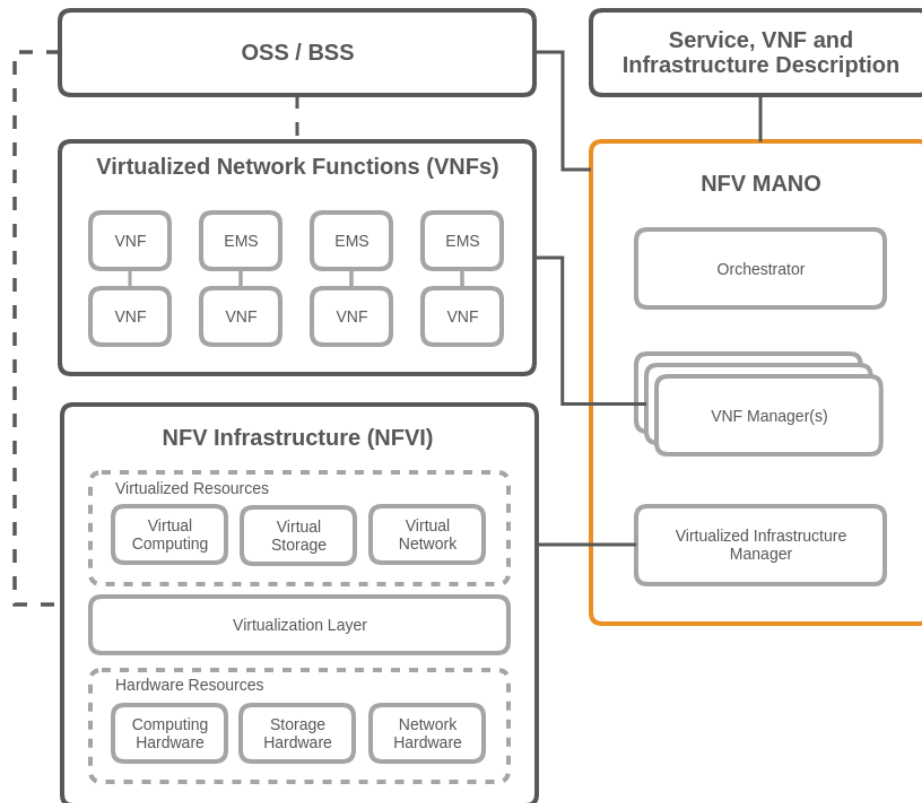 OSS / BSS
Service, VNF and
Infrastructure Description
Virtualized Network Functions (VNFs)
VNF
EMS
EMS
EMS
VNF
VNF
VNF
VNF
NFV MANO
Orchestrator
VNF Manager(s)
Virtualized Infrastructure
Manager
NFV Infrastructure (NFVI)
Virtualized Resources
Virtual
Computing
Virtual
Storage
Virtual
Network
Virtualization Layer
Hardware Resources
Computing
Hardware
Storage
Hardware
Network
Hardware